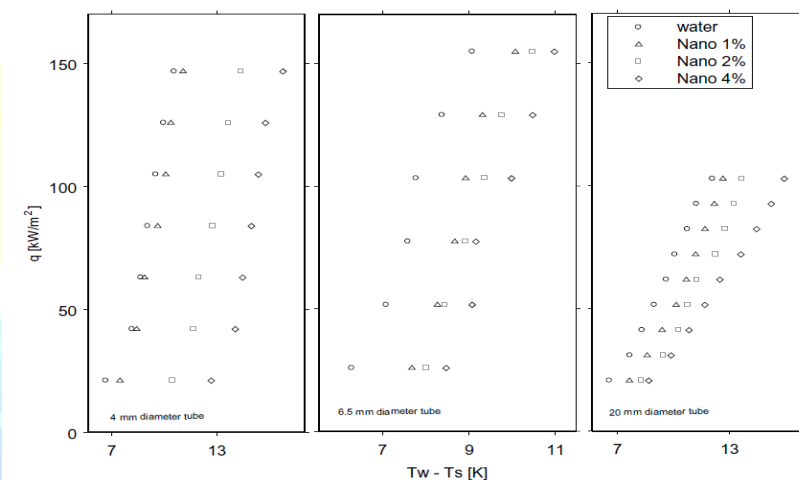 water
Nano 1%
Nano 2%
Nano 4%
150
100
50
0
q [kW/m²]
4 mm diameter tube
6.5 mm diameter tube
20 mm diameter tube
7 13
7 9 11
7 13
Tw - Ts [K]